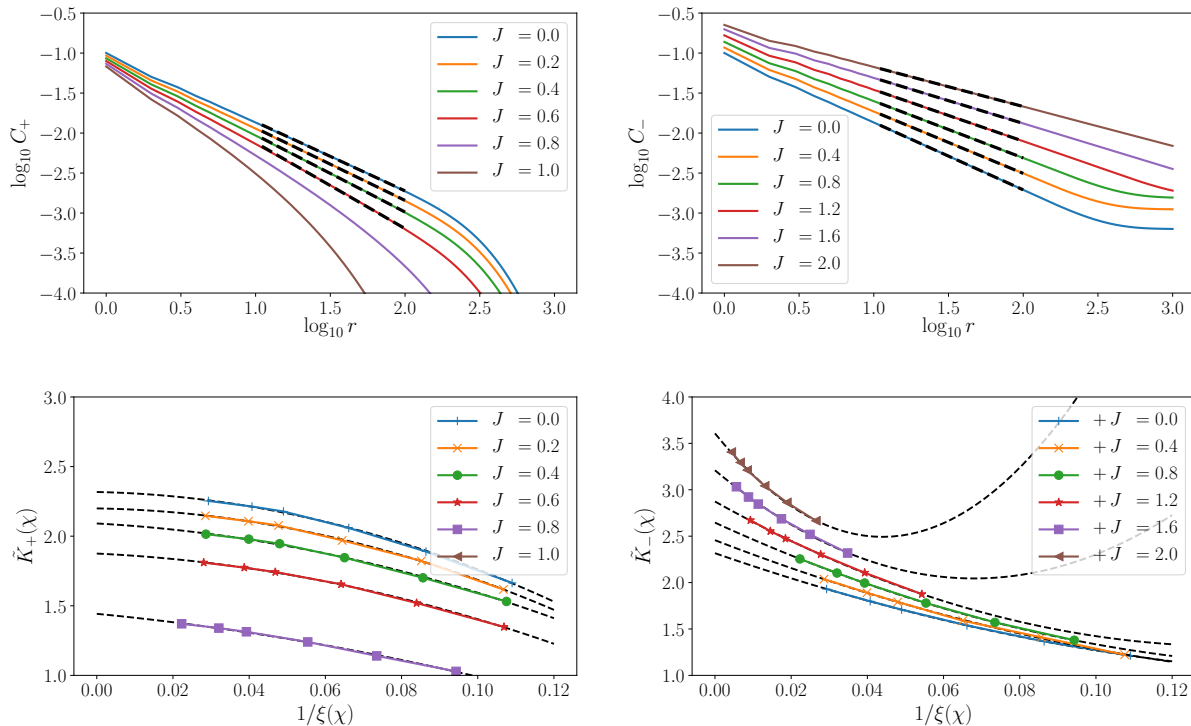 −0.5
−1.0
−1.5
−2.0
−2.5
−3.0
−3.5
−4.0
log₁₀ C₊
0.0 0.5 1.0 1.5 2.0 2.5 3.0
log₁₀ r
J = 0.0
J = 0.2
J = 0.4
J = 0.6
J = 0.8
J = 1.0
−0.5
−1.0
−1.5
−2.0
−2.5
−3.0
−3.5
−4.0
log₁₀ C₋
0.0 0.5 1.0 1.5 2.0 2.5 3.0
log₁₀ r
J = 0.0
J = 0.4
J = 0.8
J = 1.2
J = 1.6
J = 2.0
3.0
2.5
2.0
1.5
1.0
K̃₊(χ)
0.00 0.02 0.04 0.06 0.08 0.10 0.12
1/ξ(χ)
J = 0.0
J = 0.2
J = 0.4
J = 0.6
J = 0.8
J = 1.0
4.0
3.5
3.0
2.5
2.0
1.5
1.0
K̃₋(χ)
0.00 0.02 0.04 0.06 0.08 0.10 0.12
1/ξ(χ)
+J = 0.0
+J = 0.4
+J = 0.8
+J = 1.2
+J = 1.6
+J = 2.0